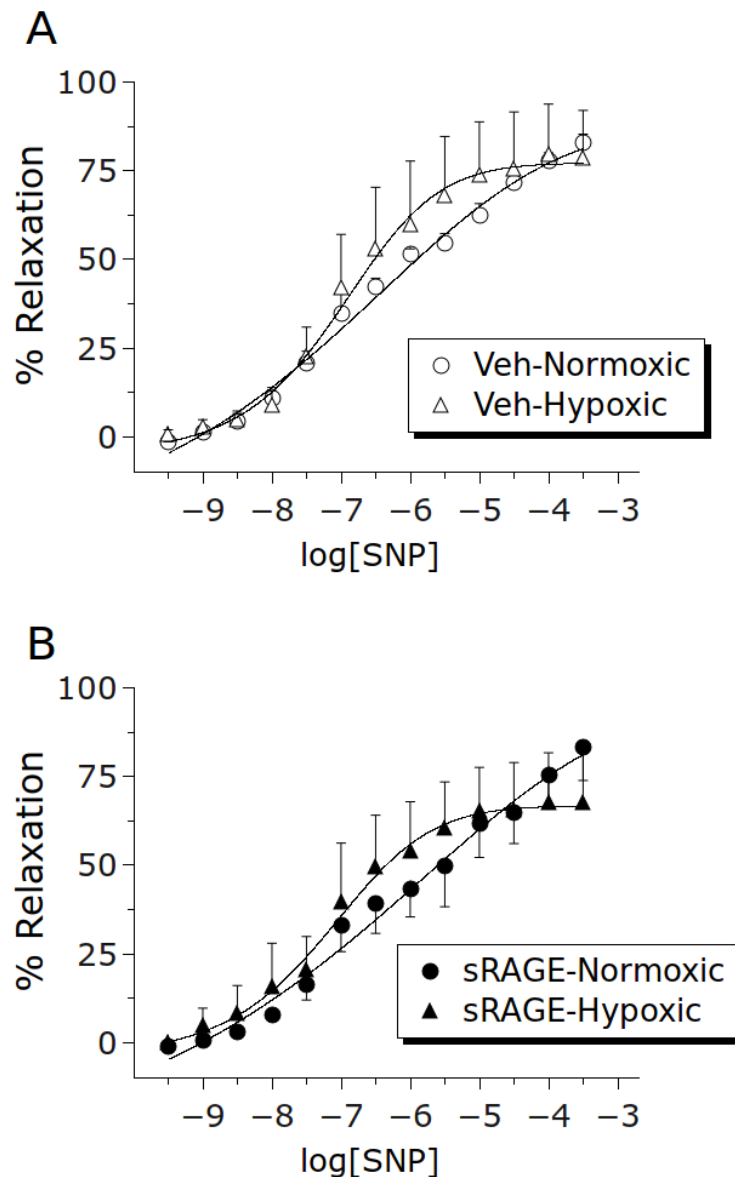 A
100
75
50
25
0
% Relaxation
Veh-Normoxic
Veh-Hypoxic
−9 −8 −7 −6 −5 −4 −3
log[SNP]
B
100
75
50
25
0
% Relaxation
sRAGE-Normoxic
sRAGE-Hypoxic
−9 −8 −7 −6 −5 −4 −3
log[SNP]